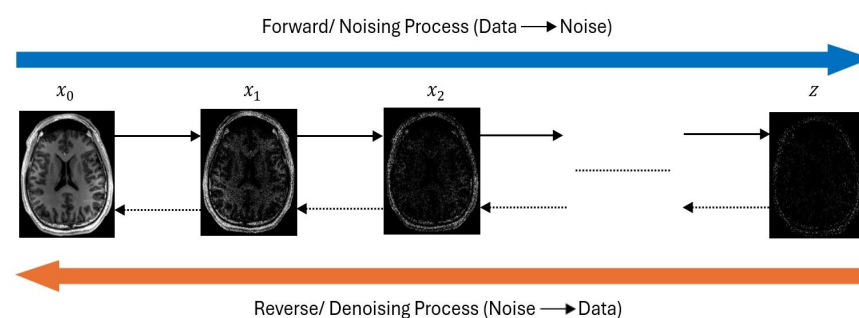 Forward/ Noising Process (Data → Noise)
x₀ x₁ x₂ z
Reverse/ Denoising Process (Noise → Data)